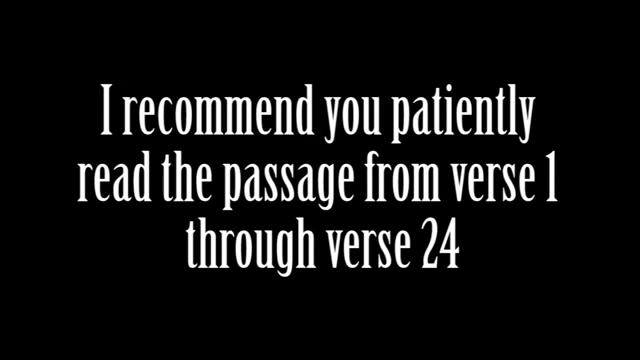 I recommend you patiently
read the passage from verse 1
through verse 24